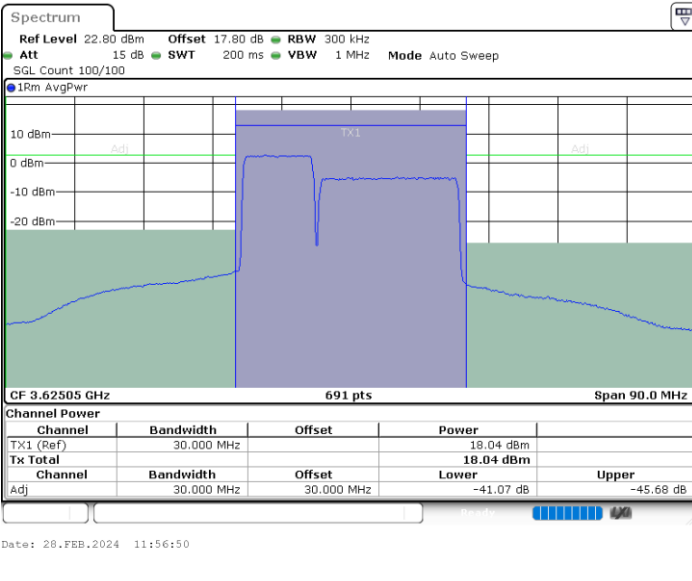 Spectrum
Ref Level 22.80 dBm Offset 17.80 dB RBW 300 kHz
Att 15 dB SWT 200 ms VBW 1 MHz Mode Auto Sweep
SGL Count 100/100
1Rm AvgPwr
TX1
10 dBm
Adj Adj
0 dBm
-10 dBm
-20 dBm
CF 3.62505 GHz 691 pts Span 90.0 MHz
Channel Power
Channel Bandwidth Offset Power
TX1 (Ref) 30.000 MHz 18.04 dBm
Tx Total 18.04 dBm
Channel Bandwidth Offset Lower Upper
Adj 30.000 MHz 30.000 MHz -41.07 dB -45.68 dB
Ready
Date: 28.FEB.2024 11:56:50